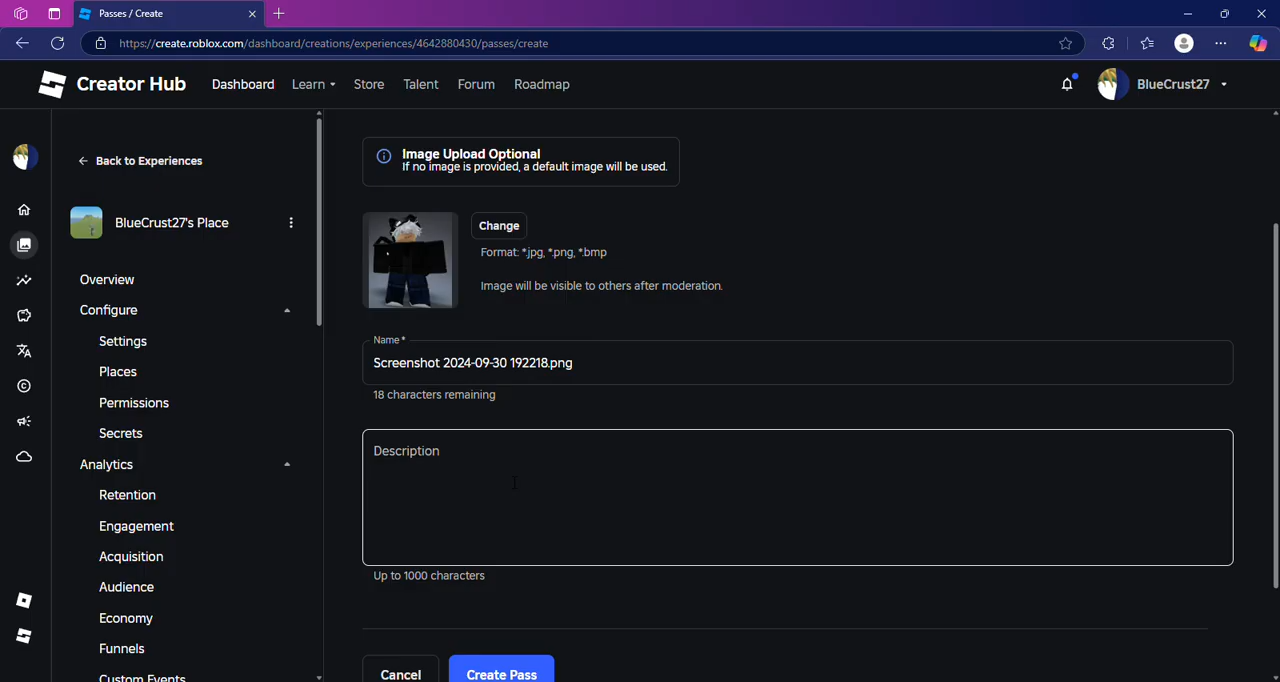 Passes / Create
https://create.roblox.com/dashboard/creations/experiences/4642880430/passes/create
Creator Hub Dashboard Learn Store Talent Forum Roadmap BlueCrust27
Back to Experiences
BlueCrust27's Place
Overview
Configure
Settings
Places
Permissions
Secrets
Analytics
Retention
Engagement
Acquisition
Audience
Economy
Funnels
Custom Events
Image Upload Optional
If no image is provided, a default image will be used.
Change
Format: *.jpg, *.png, *.bmp
Image will be visible to others after moderation.
Name*
Screenshot 2024-09-30 192218.png
18 characters remaining
Description
Up to 1000 characters
Cancel Create Pass